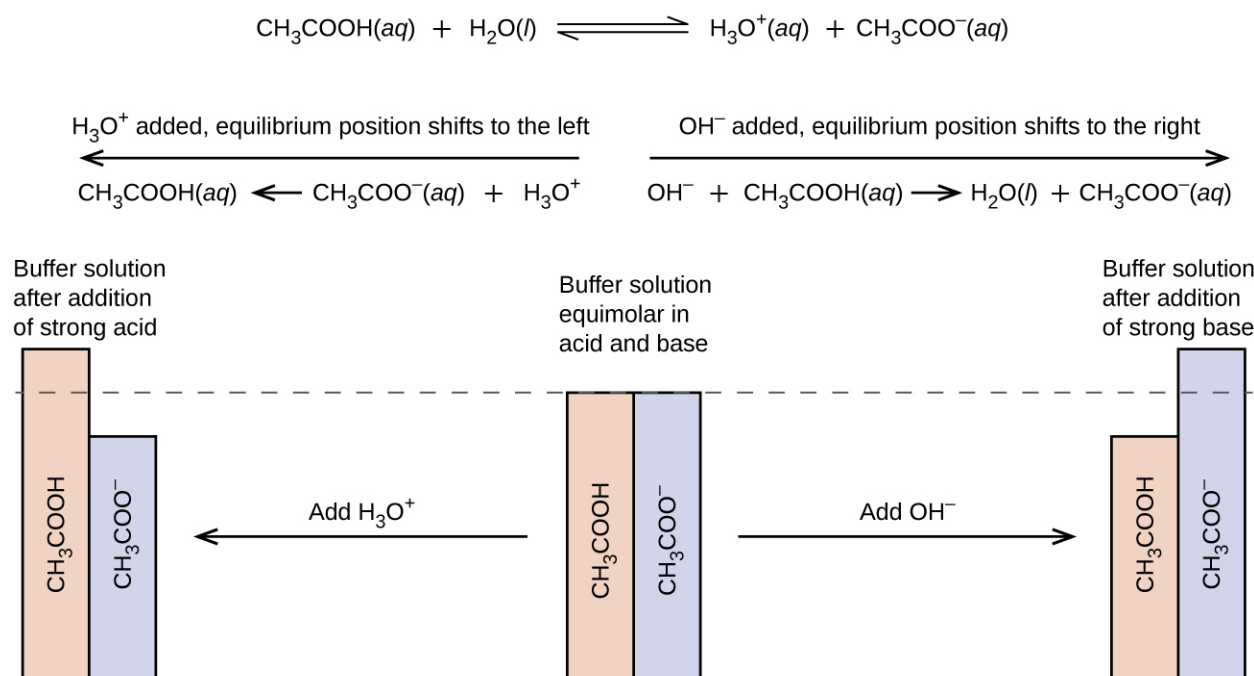 CH₃COOH(aq) + H₂O(l) ⇌ H₃O⁺(aq) + CH₃COO⁻(aq)
H₃O⁺ added, equilibrium position shifts to the left
CH₃COOH(aq) ← CH₃COO⁻(aq) + H₃O⁺
OH⁻ added, equilibrium position shifts to the right
OH⁻ + CH₃COOH(aq) → H₂O(l) + CH₃COO⁻(aq)
Buffer solution
after addition
of strong acid
CH₃COOH
CH₃COO⁻
Add H₃O⁺
Buffer solution
equimolar in
acid and base
CH₃COOH
CH₃COO⁻
Add OH⁻
Buffer solution
after addition
of strong base
CH₃COOH
CH₃COO⁻